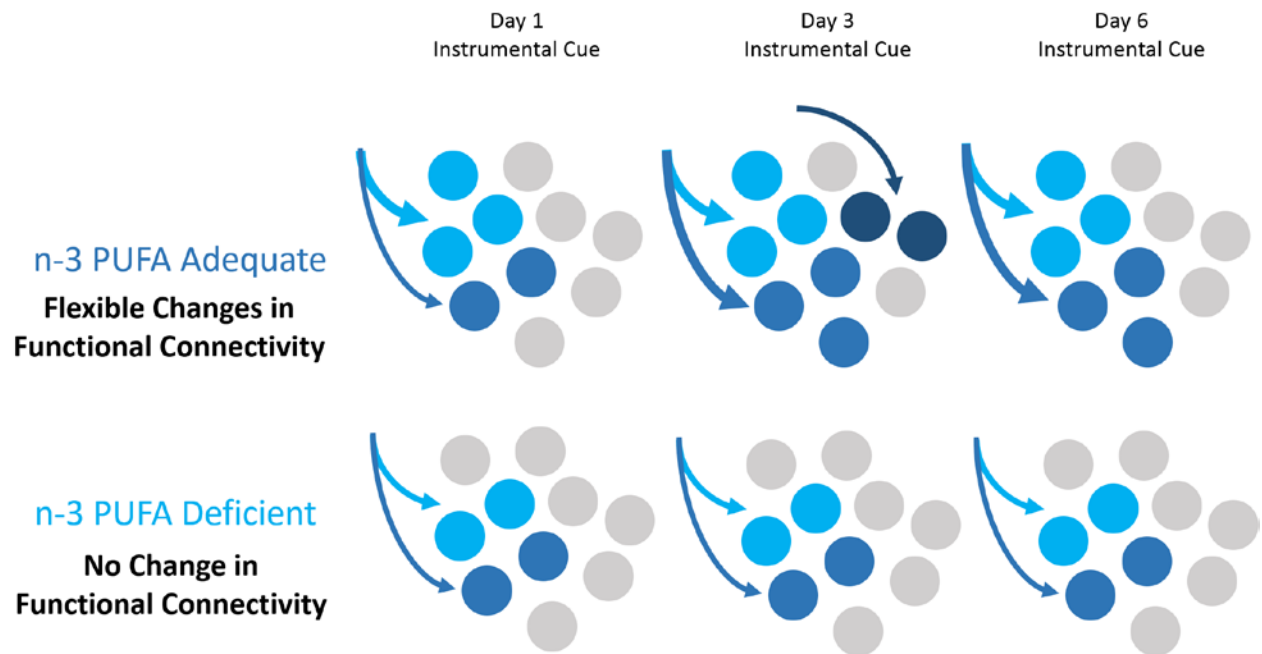 Day 1
Instrumental Cue
Day 3
Instrumental Cue
Day 6
Instrumental Cue
n-3 PUFA Adequate
Flexible Changes in
Functional Connectivity
n-3 PUFA Deficient
No Change in
Functional Connectivity